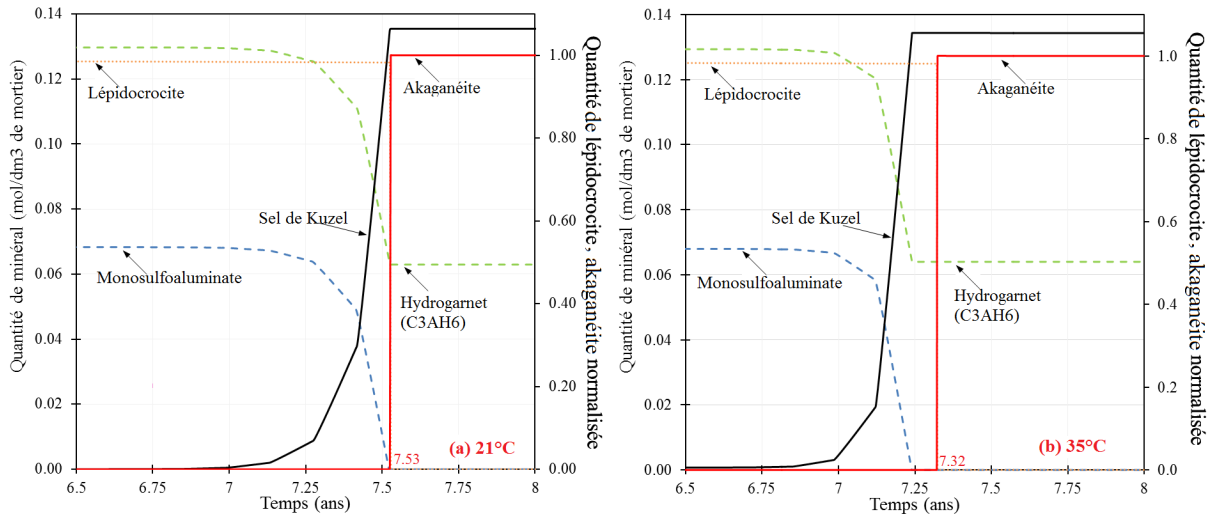 Quantité de minéral (mol/dm3 de mortier)
0.14
0.12
0.10
0.08
0.06
0.04
0.02
0.00
Lépidocrocite
Akaganéite
Sel de Kuzel
Monosulfoaluminate
Hydrogarnet
(C3AH6)
(a) 21°C
7.53
6.5
6.75
7
7.25
7.5
7.75
8
Temps (ans)
1.00
0.80
0.60
0.40
0.20
0.00
Quantité de lépidocrocite, akaganéite normalisée
Quantité de minéral (mol/dm3 de mortier)
0.14
0.12
0.10
0.08
0.06
0.04
0.02
0.00
Lépidocrocite
Akaganéite
Sel de Kuzel
Monosulfoaluminate
Hydrogarnet
(C3AH6)
(b) 35°C
7.32
6.5
6.75
7
7.25
7.5
7.75
8
Temps (ans)
1.00
0.80
0.60
0.40
0.20
0.00
Quantité de lépidocrocite, akaganéite normalisée